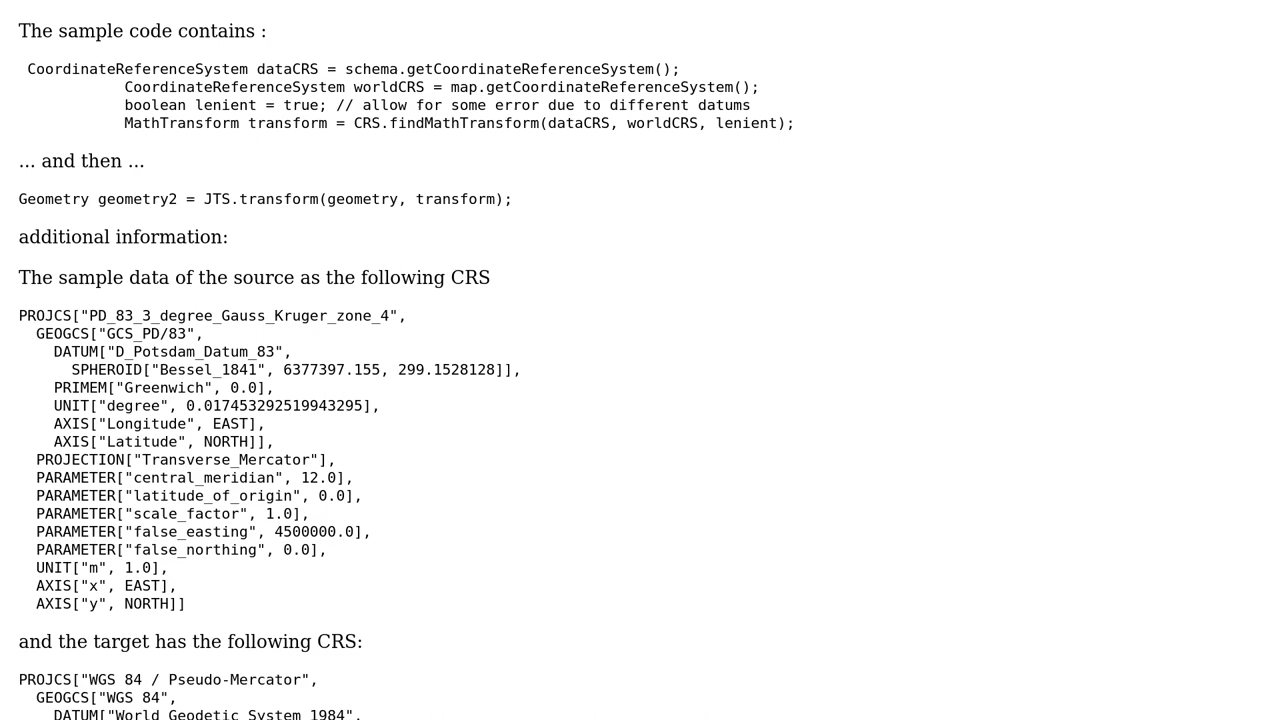 The sample code contains :
CoordinateReferenceSystem dataCRS = schema.getCoordinateReferenceSystem();
CoordinateReferenceSystem worldCRS = map.getCoordinateReferenceSystem();
boolean lenient = true; // allow for some error due to different datums
MathTransform transform = CRS.findMathTransform(dataCRS, worldCRS, lenient);
... and then ...
Geometry geometry2 = JTS.transform(geometry, transform);
additional information:
The sample data of the source as the following CRS
PROJCS["PD_83_3_degree_Gauss_Kruger_zone_4",
GEOGCS["GCS_PD/83",
DATUM["D_Potsdam_Datum_83",
SPHEROID["Bessel_1841", 6377397.155, 299.1528128]],
PRIMEM["Greenwich", 0.0],
UNIT["degree", 0.017453292519943295],
AXIS["Longitude", EAST],
AXIS["Latitude", NORTH]],
PROJECTION["Transverse_Mercator"],
PARAMETER["central_meridian", 12.0],
PARAMETER["latitude_of_origin", 0.0],
PARAMETER["scale_factor", 1.0],
PARAMETER["false_easting", 4500000.0],
PARAMETER["false_northing", 0.0],
UNIT["m", 1.0],
AXIS["x", EAST],
AXIS["y", NORTH]]
and the target has the following CRS:
PROJCS["WGS 84 / Pseudo-Mercator",
GEOGCS["WGS 84",
DATUM["World Geodetic System 1984",